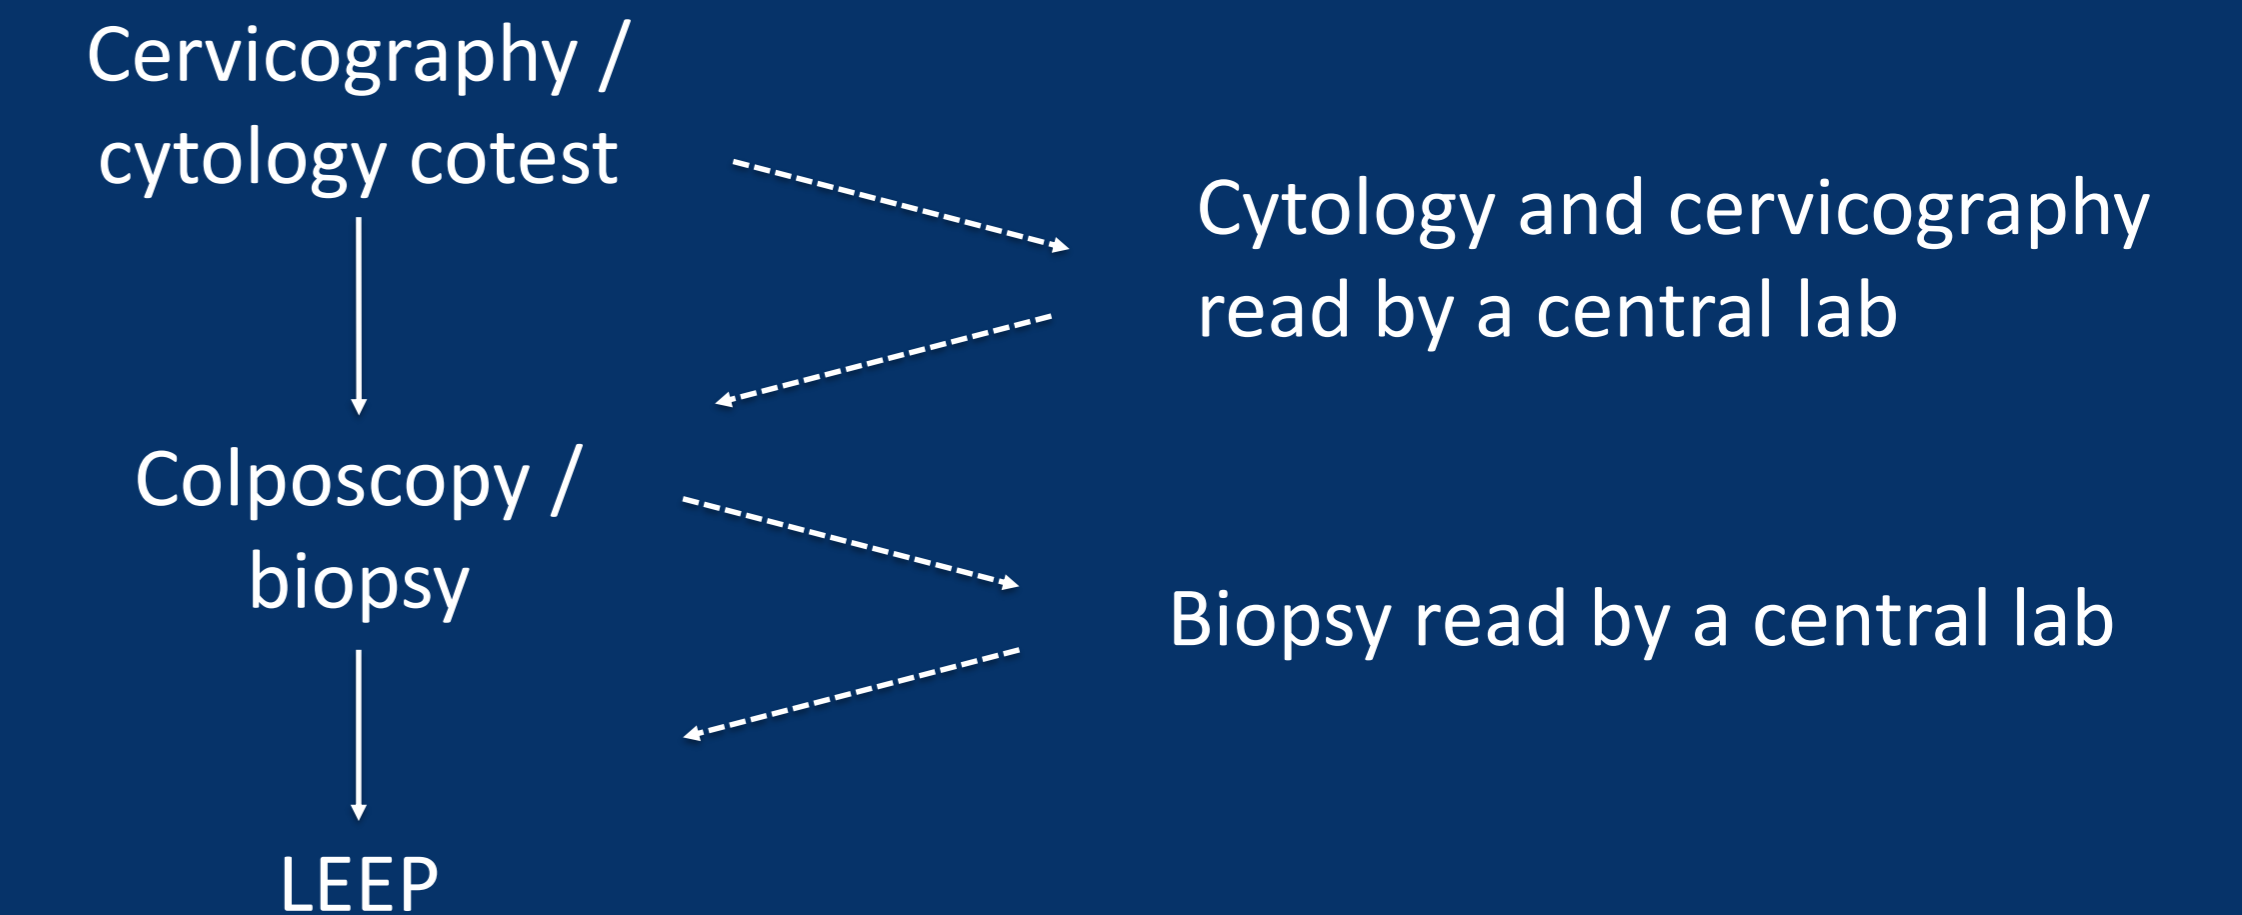 Cervicography /
cytology cotest
Cytology and cervicography
read by a central lab
Colposcopy /
biopsy
Biopsy read by a central lab
LEEP